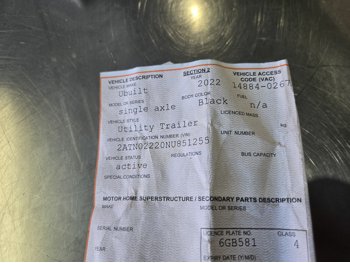 SECTION 2
VEHICLE DESCRIPTION YEAR VEHICLE ACCESS
VEHICLE MAKE 2022 CODE (VAC)
Ubuilt 14884-0267
MODEL OR SERIES BODY COLOR FUEL
single axle Black n/a
VEHICLE STYLE LICENCED MASS
Utility Trailer kg
VEHICLE IDENTIFICATION NUMBER (VIN) UNIT NUMBER
2ATN02220NU851255
VEHICLE STATUS REGULATIONS BUS CAPACITY
active
SPECIAL CONDITIONS
MOTOR HOME SUPERSTRUCTURE / SECONDARY PARTS DESCRIPTION
MAKE MODEL OR SERIES
SERIAL NUMBER LICENCE PLATE NO. CLASS
6GB581 4
YEAR EXPIRY DATE (Y/M/D)